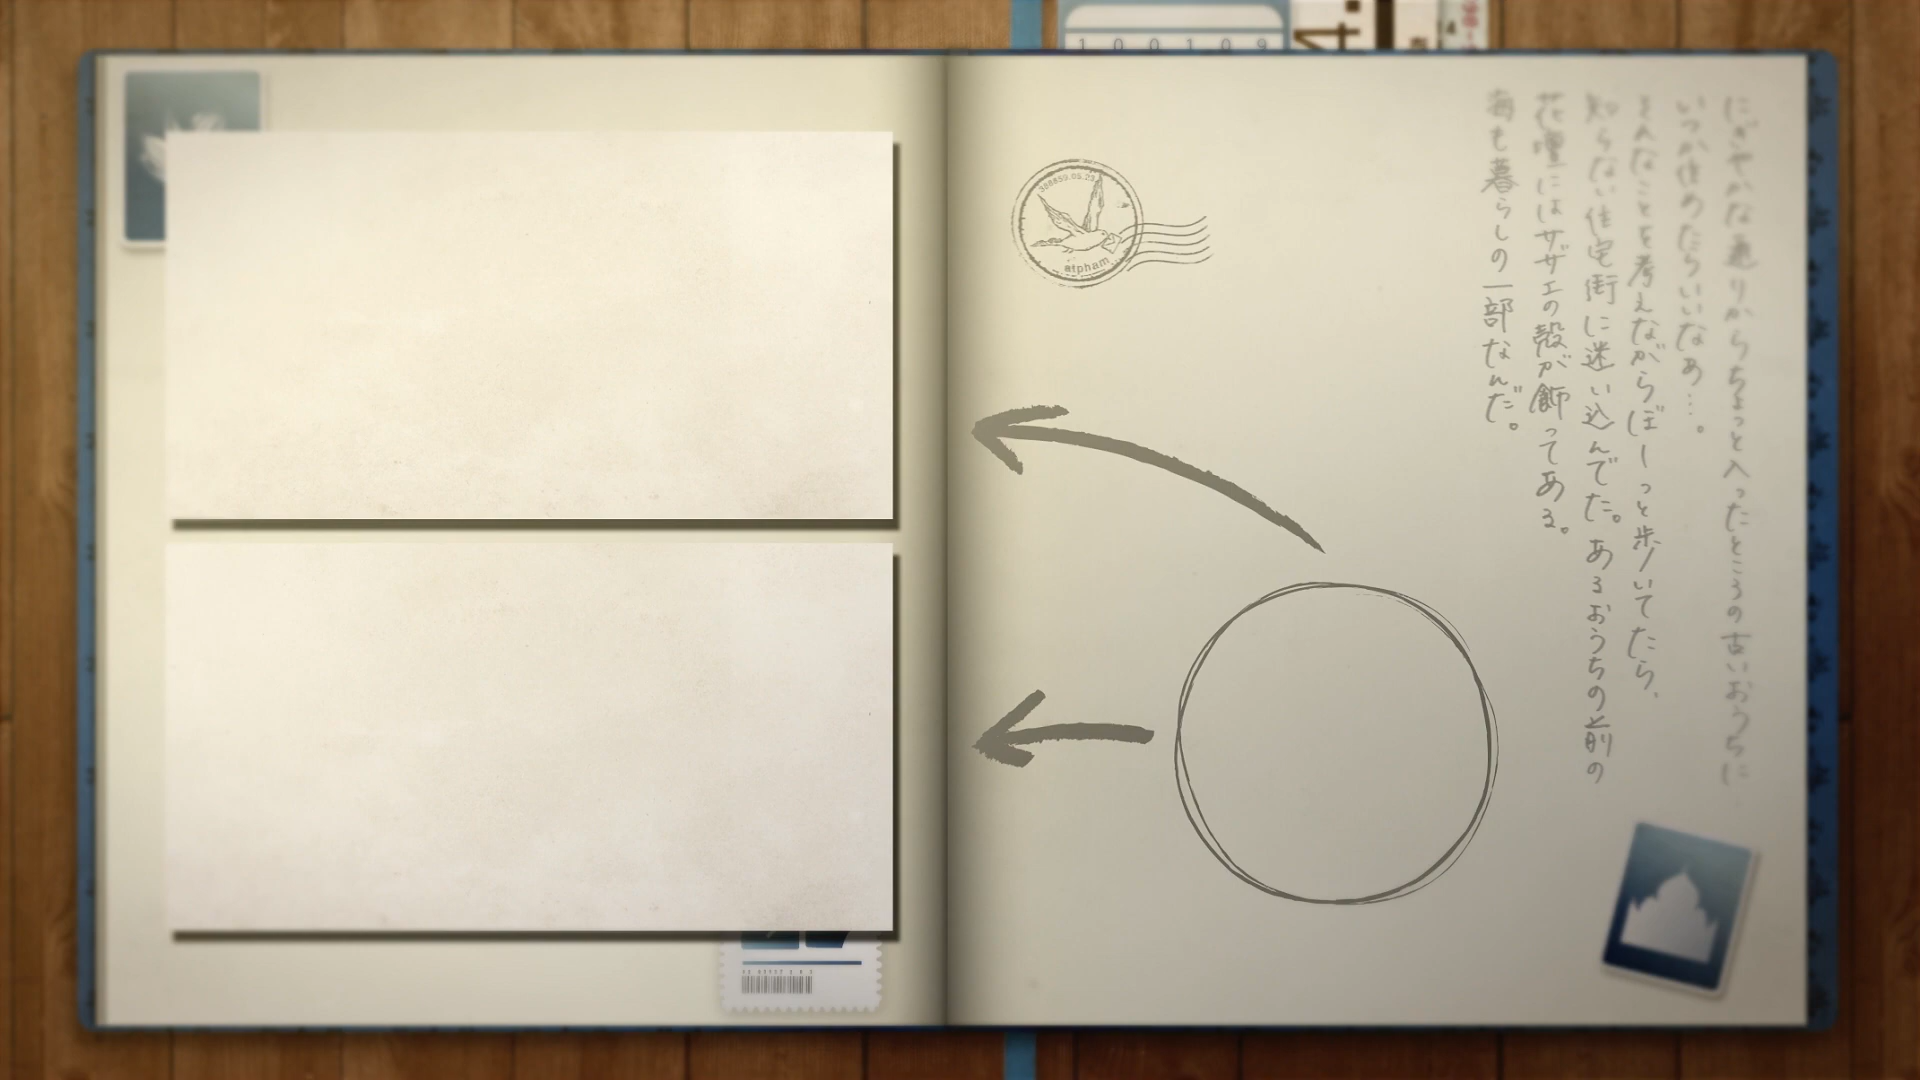 にぎやかな通りからちょっと入ったところの古いおうちに
いつか住めたらいいなあ…。
そんなことを考えながらぼーっと歩いてたら、
知らない住宅街に迷い込んでた。あるおうちの前の
花壇にはサザエの殻が飾ってある。
海も暮らしの一部なんだ。
atpham
100109